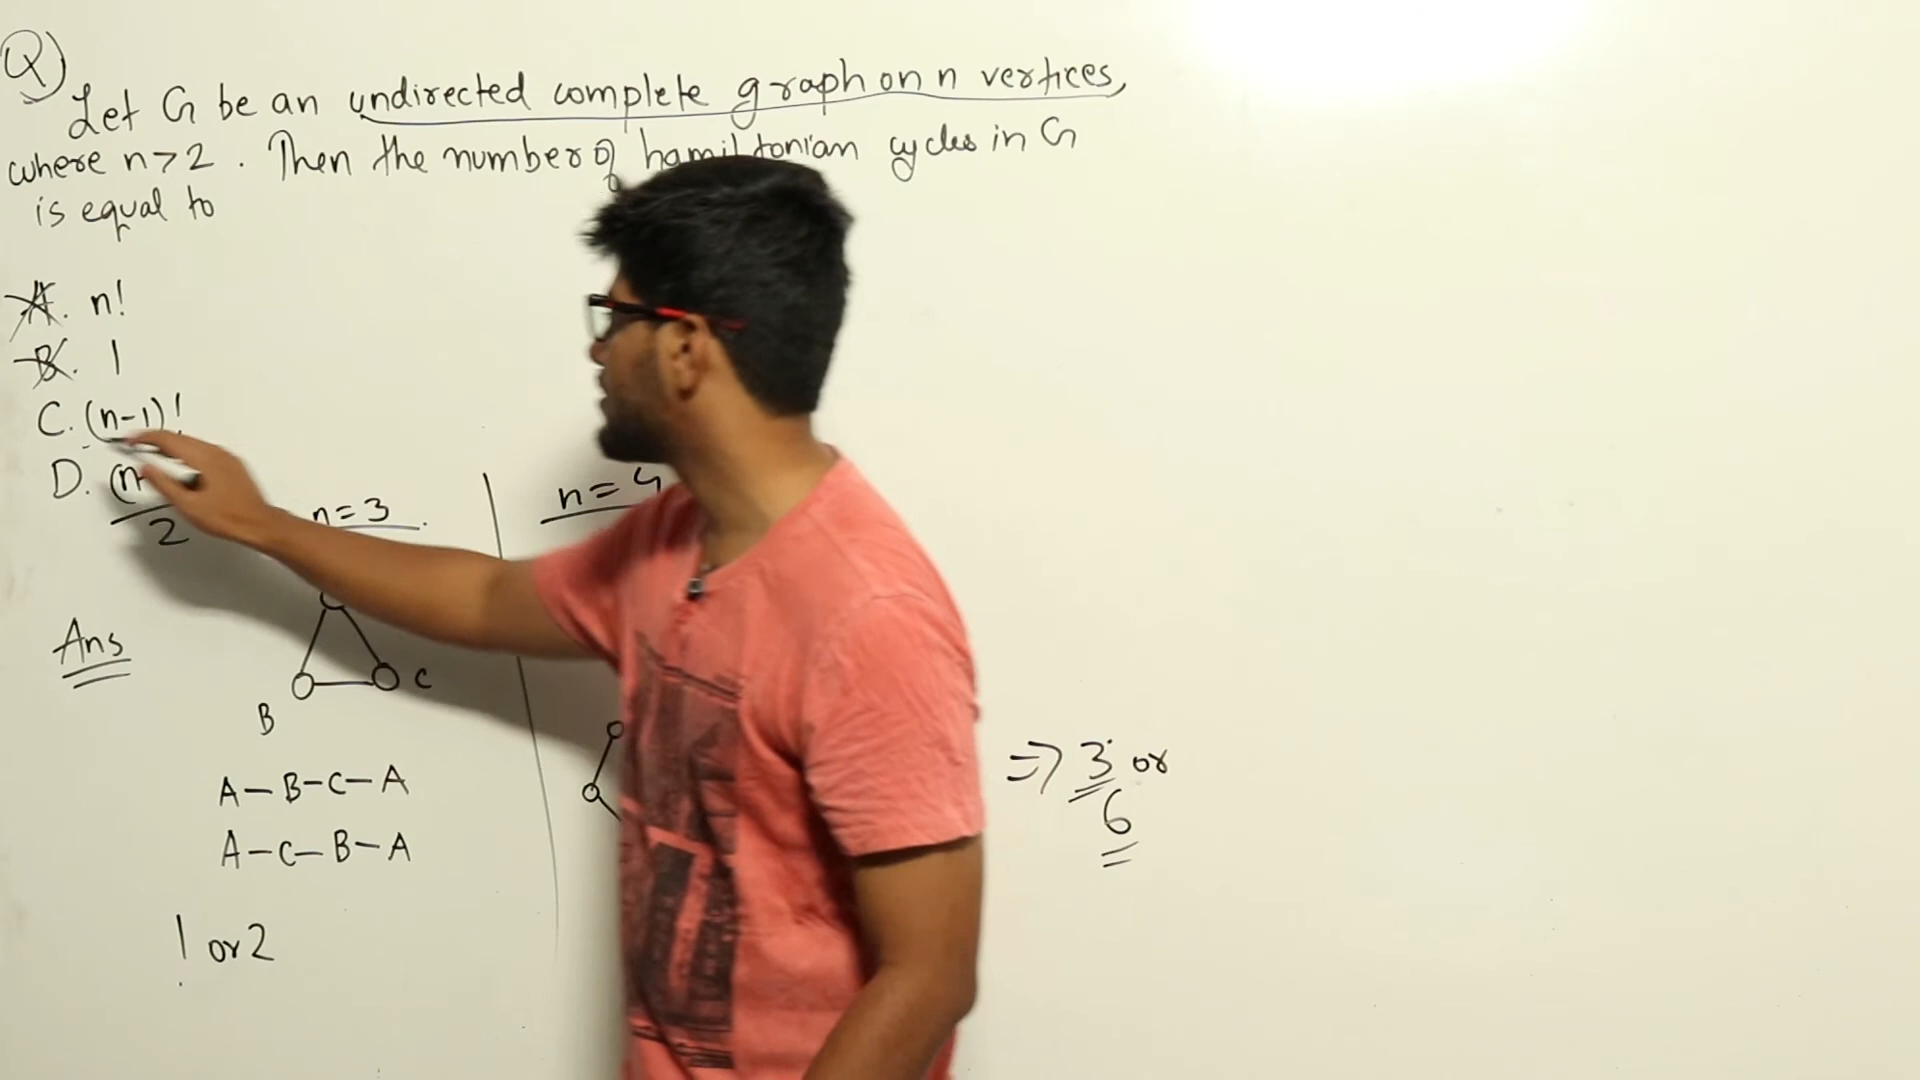 Q)
Let G be an undirected complete graph on n vertices,
where n>2. Then the number of hamiltonian cycles in G
is equal to
A. n!
B. 1
C. (n-1)!
D. (n-
2
n=3
n=4
Ans
C
B
A-B-C-A
A-C-B-A
1 or 2
⇒ 3 or
6